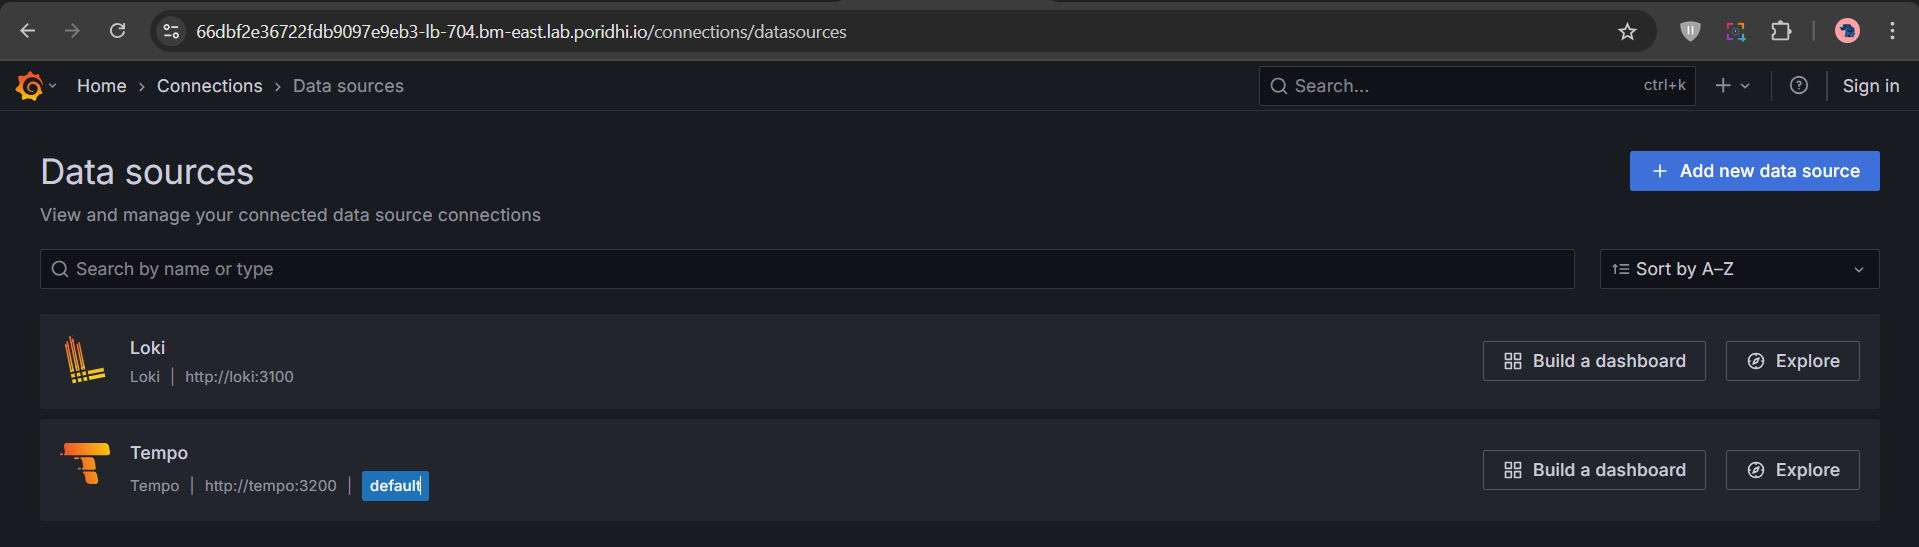 66dbf2e36722fdb9097e9eb3-lb-704.bm-east.lab.poridhi.io/connections/datasources
Home › Connections › Data sources
Search...
ctrl+k
Sign in
Data sources
Add new data source
View and manage your connected data source connections
Search by name or type
Sort by A–Z
Loki
Loki | http://loki:3100
Build a dashboard
Explore
Tempo
Tempo | http://tempo:3200 | default
Build a dashboard
Explore